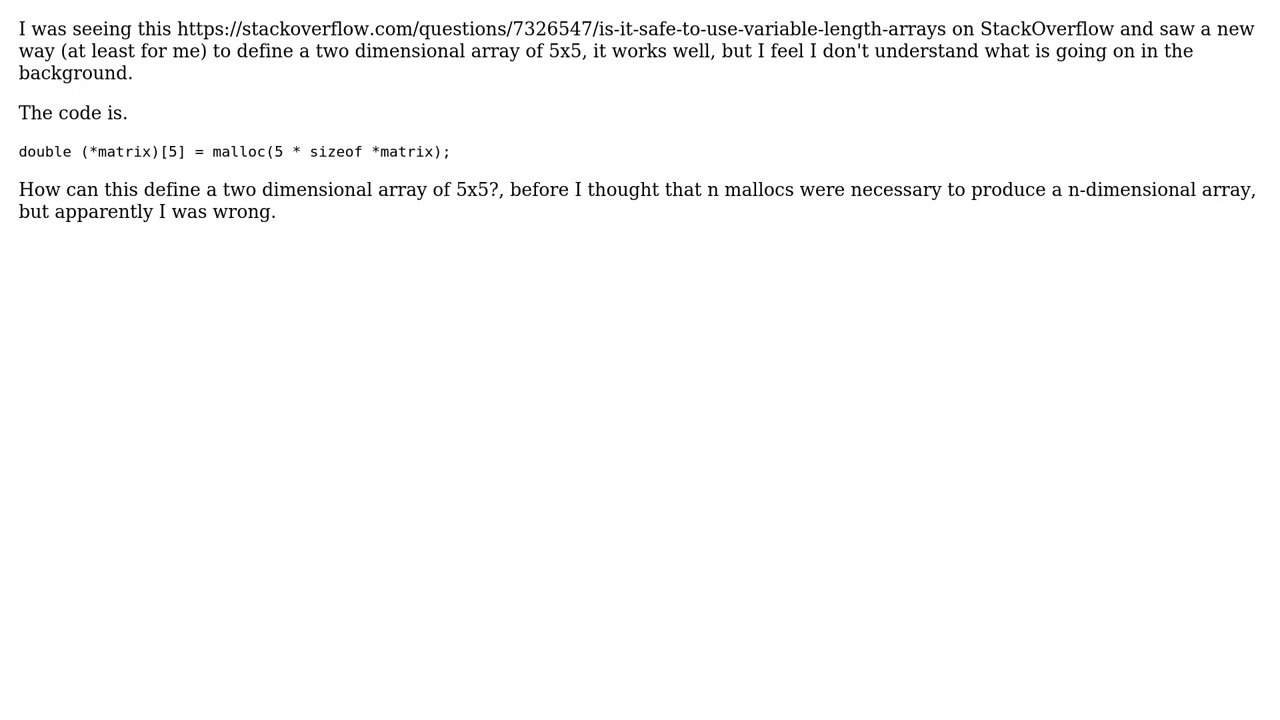 I was seeing this https://stackoverflow.com/questions/7326547/is-it-safe-to-use-variable-length-arrays on StackOverflow and saw a new
way (at least for me) to define a two dimensional array of 5x5, it works well, but I feel I don't understand what is going on in the
background.
The code is.
double (*matrix)[5] = malloc(5 * sizeof *matrix);
How can this define a two dimensional array of 5x5?, before I thought that n mallocs were necessary to produce a n-dimensional array,
but apparently I was wrong.